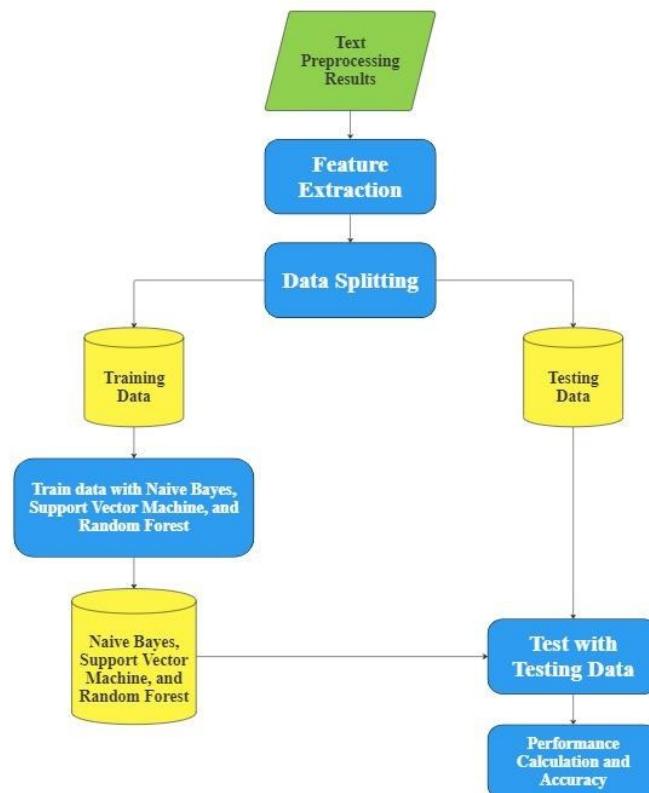 Text
Preprocessing
Results
Feature
Extraction
Data Splitting
Training
Data
Testing
Data
Train data with Naive Bayes,
Support Vector Machine, and
Random Forest
Naive Bayes,
Support Vector
Machine, and
Random Forest
Test with
Testing Data
Performance
Calculation and
Accuracy